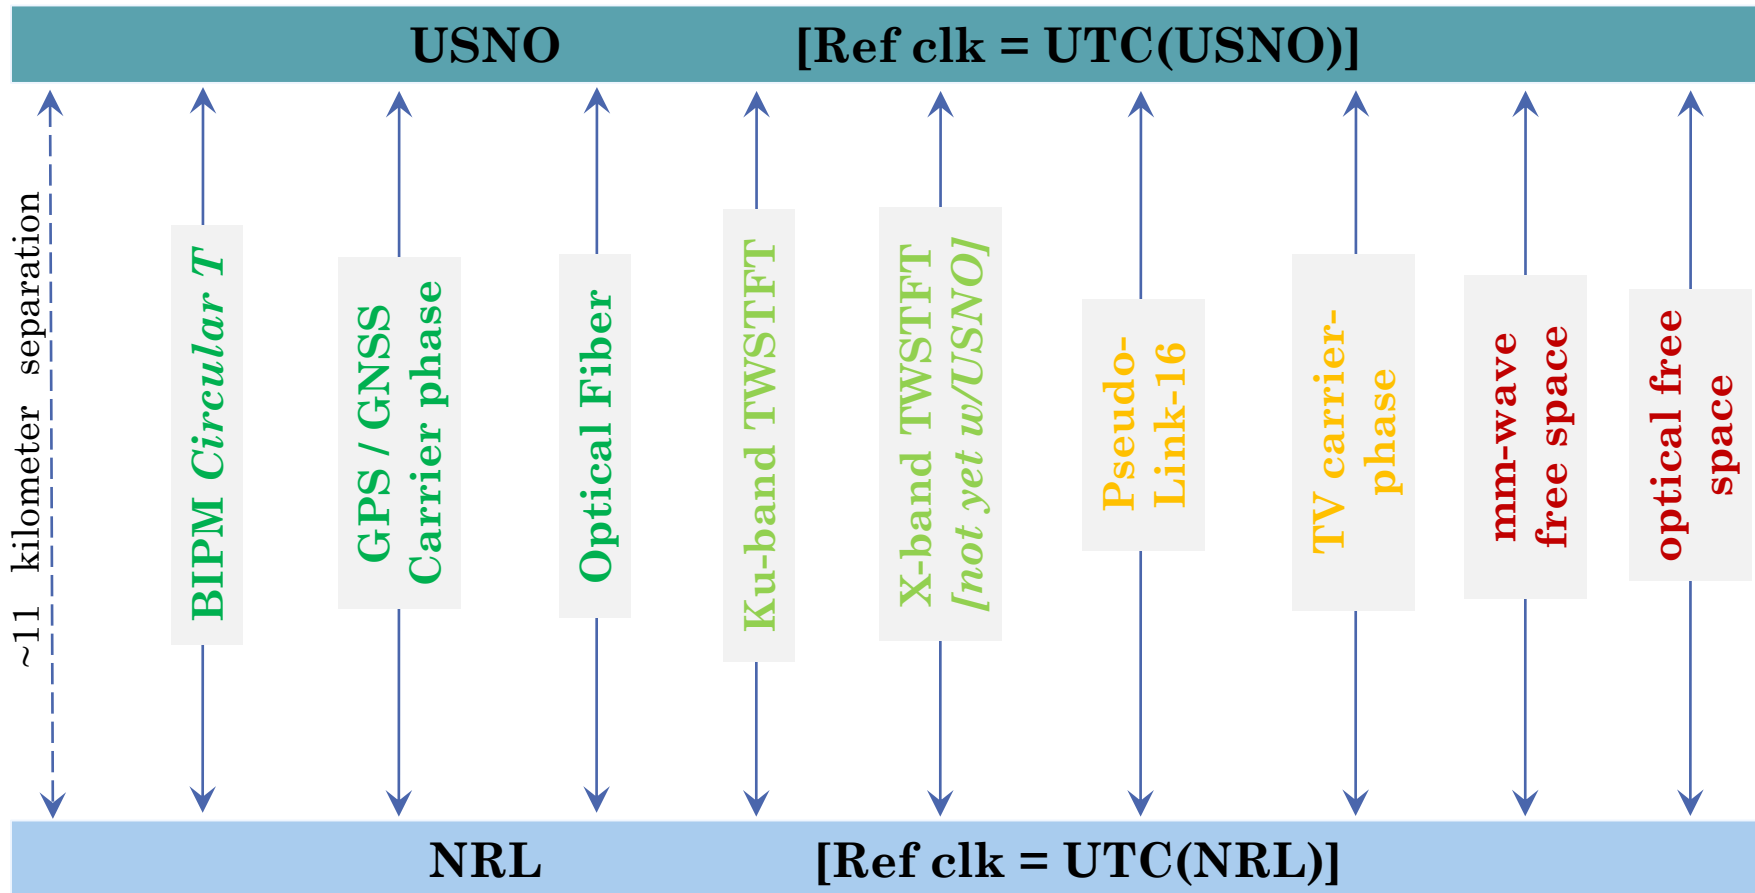 USNO [Ref clk = UTC(USNO)]
~11 kilometer separation
BIPM Circular T
GPS / GNSS
Carrier phase
Optical Fiber
Ku-band TWSTFT
X-band TWSTFT
[not yet w/USNO]
Pseudo-
Link-16
TV carrier-
phase
mm-wave
free space
optical free
space
NRL [Ref clk = UTC(NRL)]